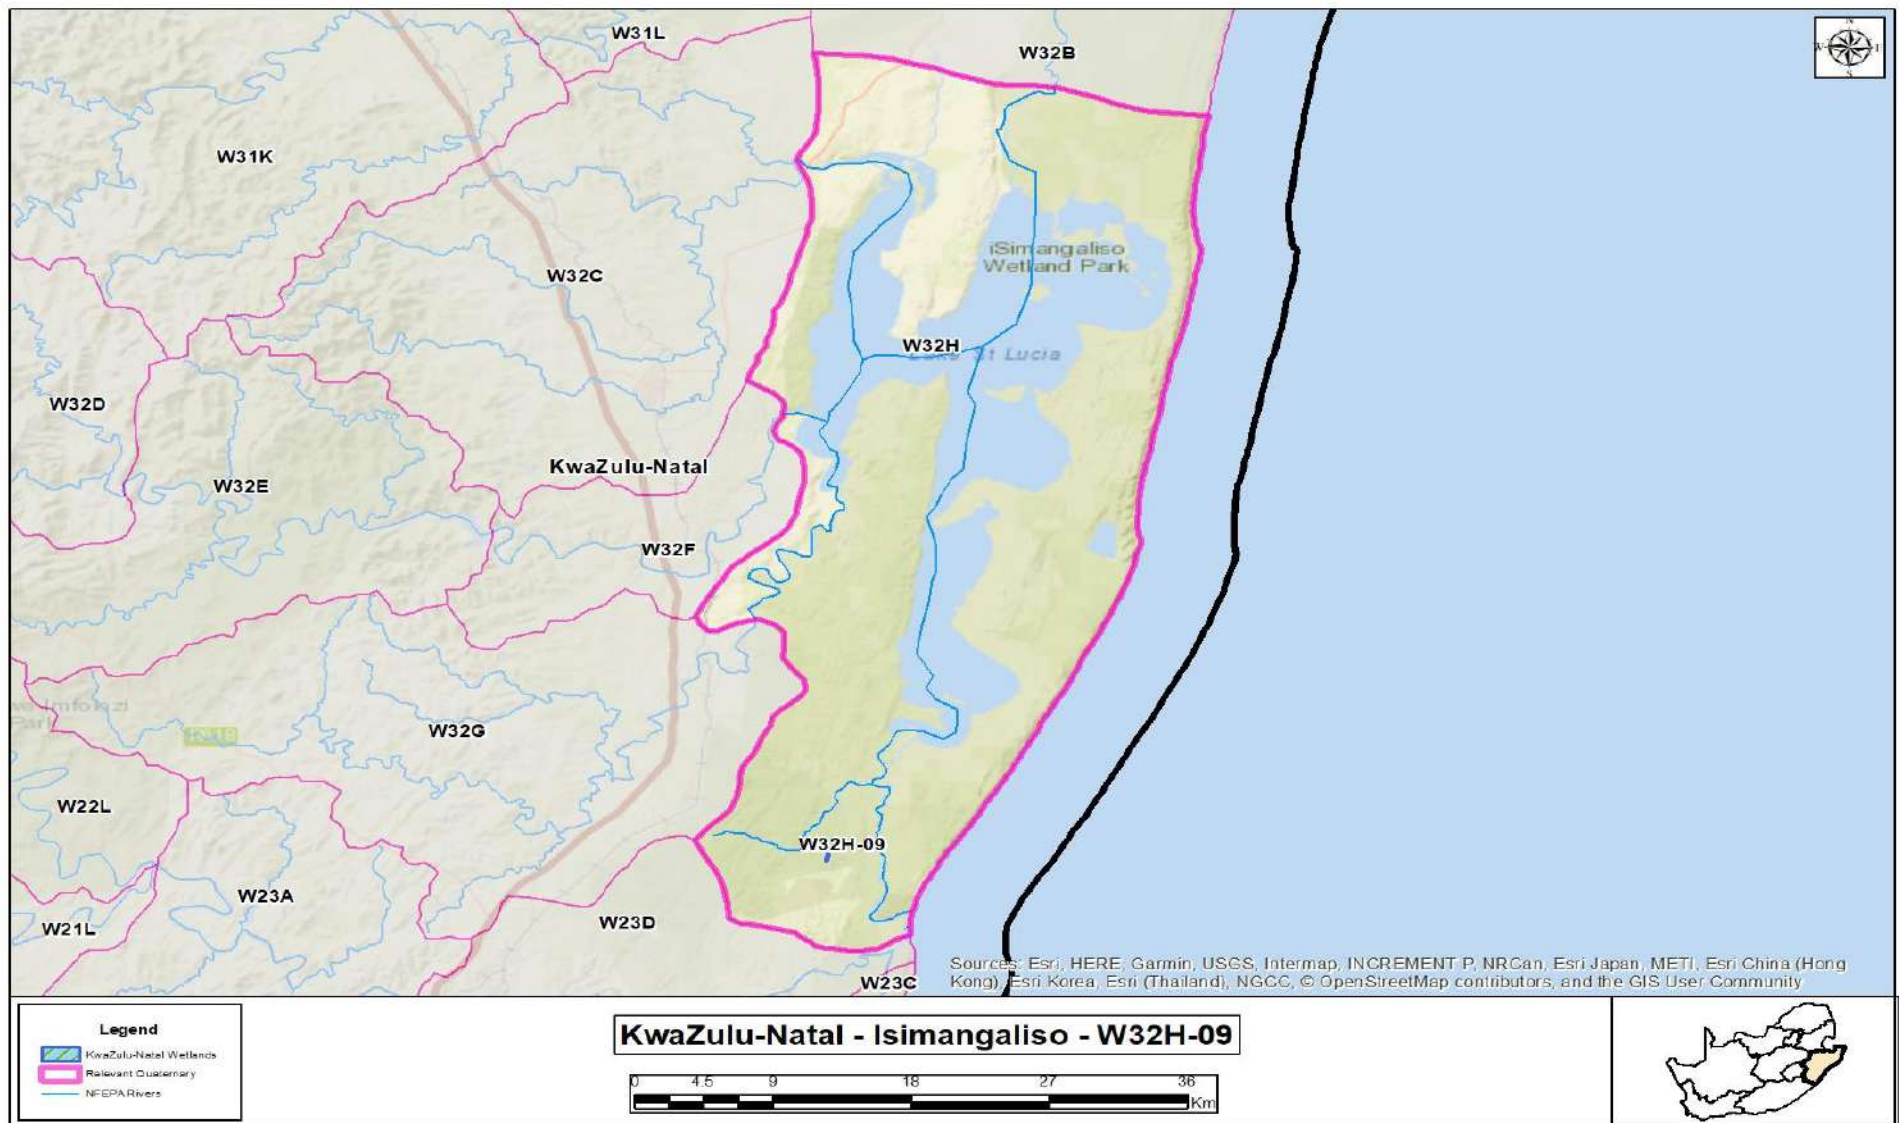 W31L
W32B
N
W
S
W31K
iSimangaliso
Wetland Park
W32C
W32H
Lake St Lucia
W32D
KwaZulu-Natal
W32E
W32F
W32G
W22L
W32H-09
W23A
W23D
W21L
W23C
Sources: Esri, HERE, Garmin, USGS, Intermap, INCREMENT P, NRCan, Esri Japan, METI, Esri China (Hong
Kong), Esri Korea, Esri (Thailand), NGCC, © OpenStreetMap contributors, and the GIS User Community
Legend
KwaZulu-Natal Wetlands
Relevant Quaternary
NFEPA Rivers
KwaZulu-Natal - Isimangaliso - W32H-09
0 4.5 9 18 27 36
Km